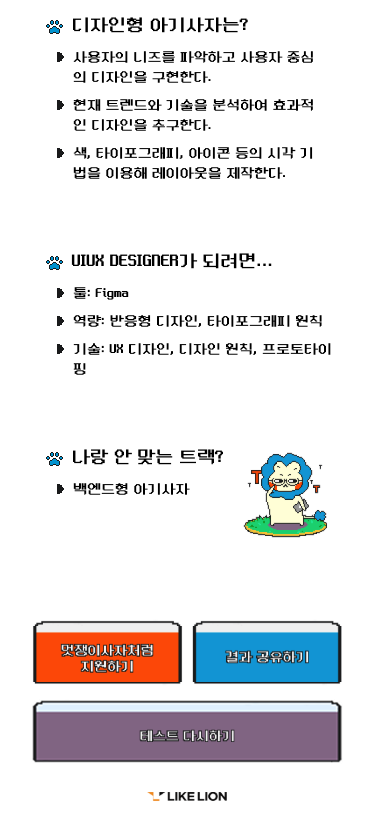 디자인형 아기사자는?
사용자의 니즈를 파악하고 사용자 중심
의 디자인을 구현한다.
현재 트렌드와 기술을 분석하여 효과적
인 디자인을 추구한다.
색, 타이포그래피, 아이콘 등의 시각 기
법을 이용해 레이아웃을 제작한다.
UIUX DESIGNER가 되려면...
툴: Figma
역량: 반응형 디자인, 타이포그래피 원칙
기술: UX 디자인, 디자인 원칙, 프로토타이
핑
나랑 안 맞는 트랙?
백엔드형 아기사자
T
T
T
T
멋쟁이사자처럼
지원하기
결과 공유하기
테스트 다시하기
LIKE LION